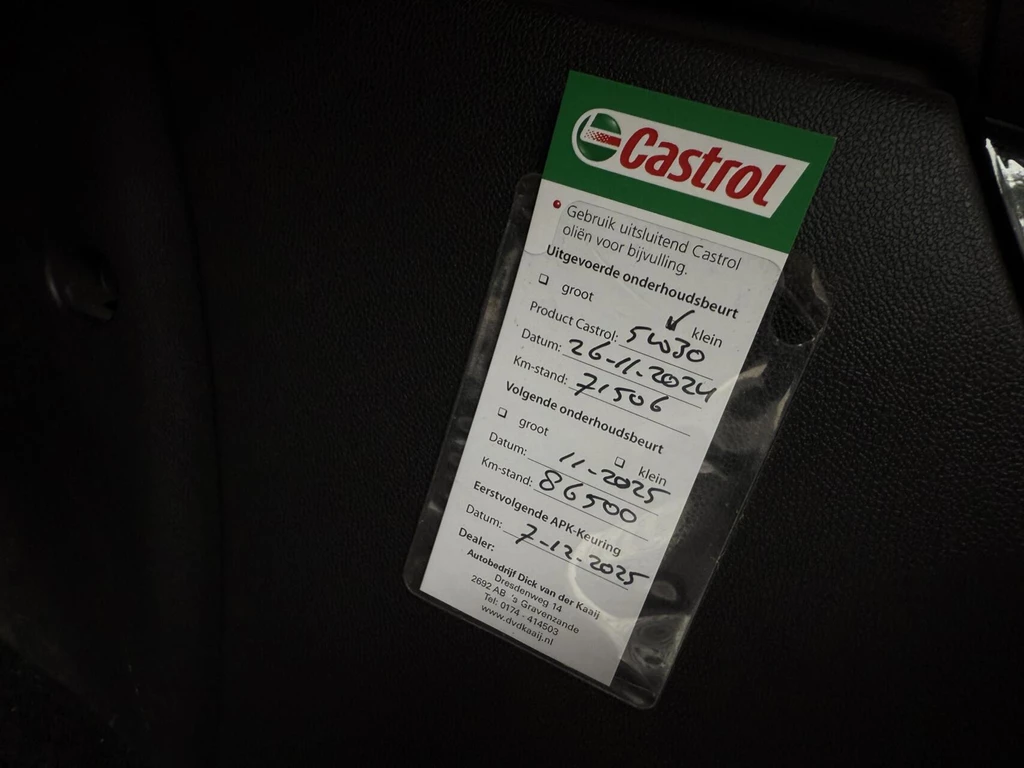 Castrol
Gebruik uitsluitend Castrol
oliën voor bijvulling.
Uitgevoerde onderhoudsbeurt
groot klein
Product Castrol: 5W30
Datum: 26-11-2024
Km-stand: 71506
Volgende onderhoudsbeurt
groot klein
Datum: 11-2025
Km-stand: 86500
Eerstvolgende APK-Keuring
Datum: 7-12-2025
Dealer:
Autobedrijf Dick van der Kaaij
Dresdenweg 14
2692 AB 's Gravenzande
Tel: 0174 - 414503
www.dvdkaaij.nl